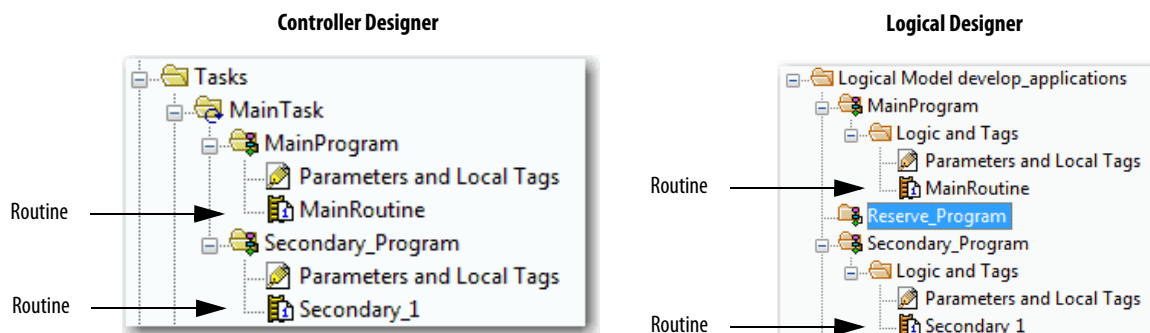 Controller Designer
Tasks
MainTask
MainProgram
Parameters and Local Tags
Routine
MainRoutine
Secondary_Program
Parameters and Local Tags
Routine
Secondary_1
Logical Designer
Logical Model develop_applications
MainProgram
Logic and Tags
Parameters and Local Tags
Routine
MainRoutine
Reserve_Program
Secondary_Program
Logic and Tags
Parameters and Local Tags
Routine
Secondary 1